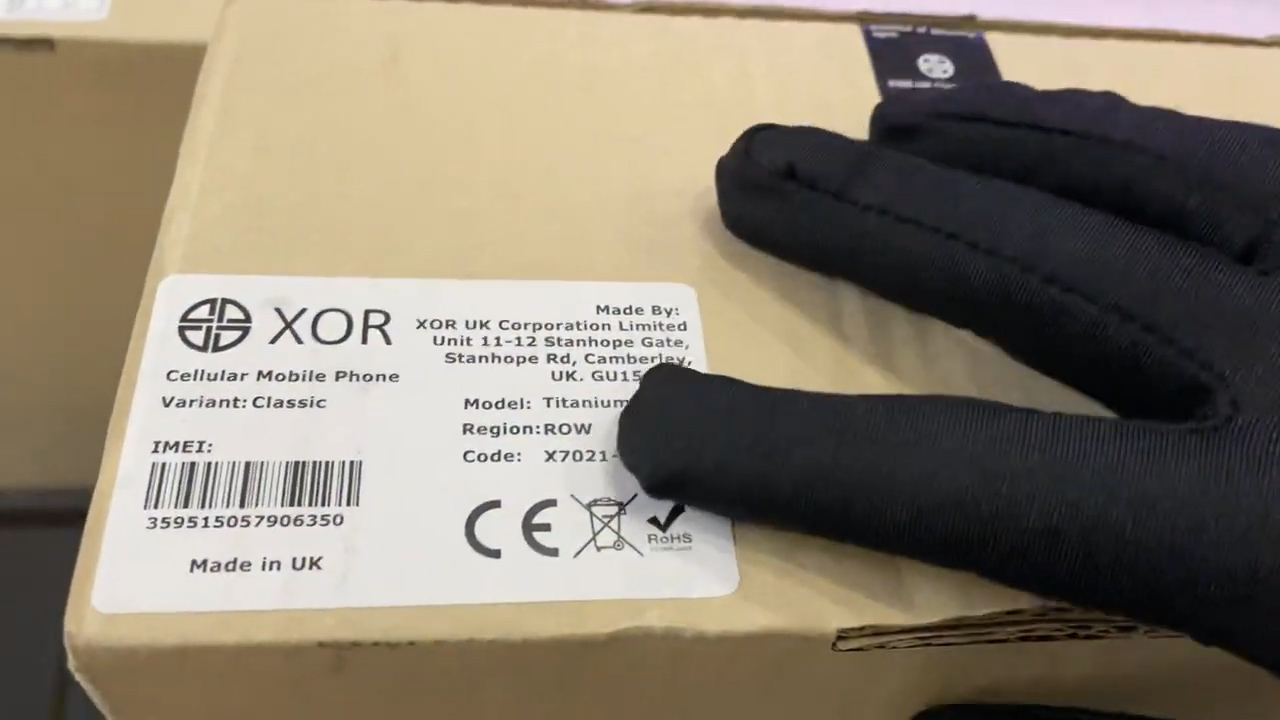 XOR
Cellular Mobile Phone
Variant: Classic
IMEI:
359515057906350
Made in UK
Made By:
XOR UK Corporation Limited
Unit 11-12 Stanhope Gate,
Stanhope Rd, Camberley,
UK. GU15
Model: Titanium
Region:ROW
Code: X7021-
CE
RoHS